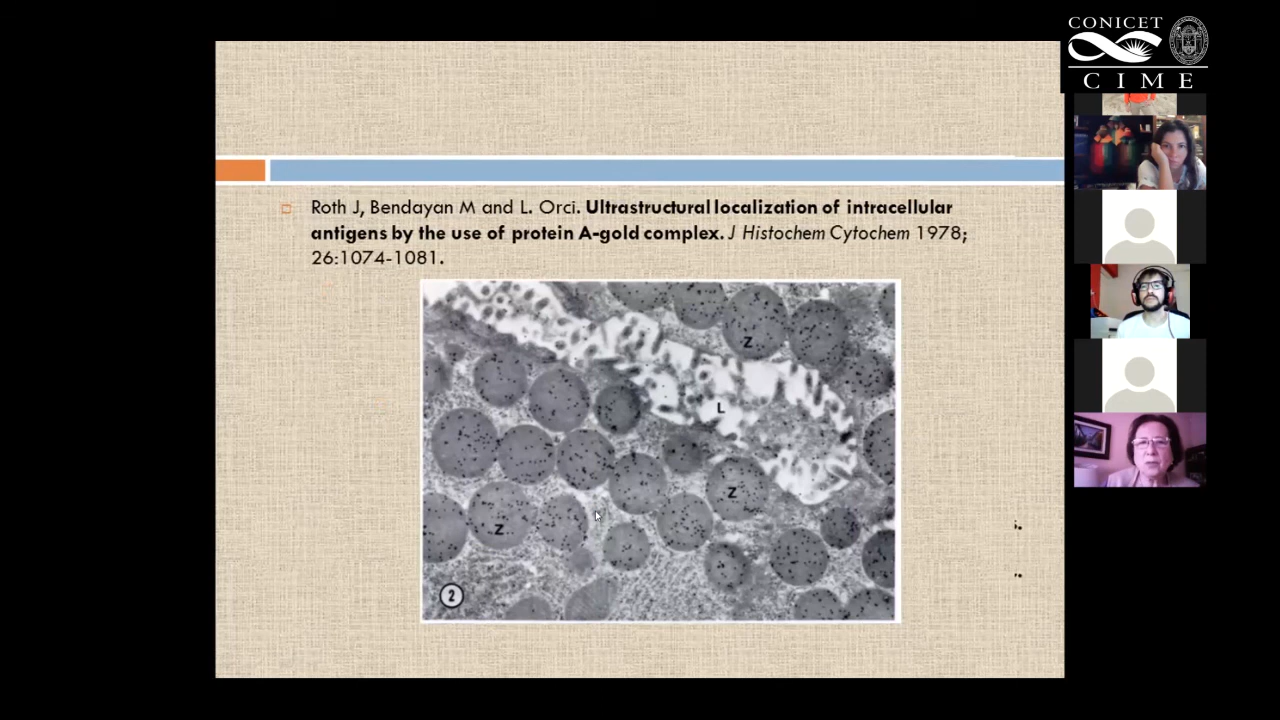 CONICET
CIME
Roth J, Bendayan M and L. Orci. Ultrastructural localization of intracellular
antigens by the use of protein A-gold complex. J Histochem Cytochem 1978;
26:1074-1081.
Z
L
Z
Z
2